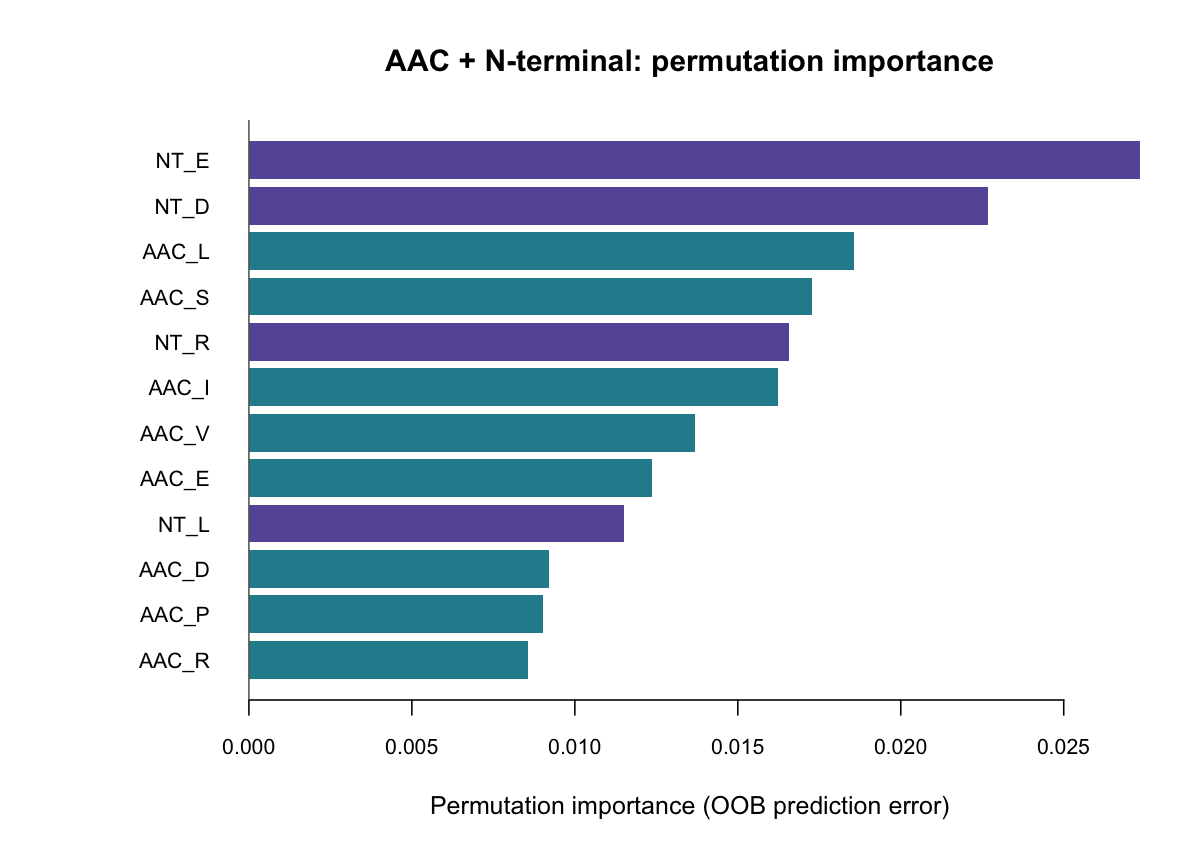 AAC + N-terminal: permutation importance
NT_E
NT_D
AAC_L
AAC_S
NT_R
AAC_I
AAC_V
AAC_E
NT_L
AAC_D
AAC_P
AAC_R
0.000 0.005 0.010 0.015 0.020 0.025
Permutation importance (OOB prediction error)